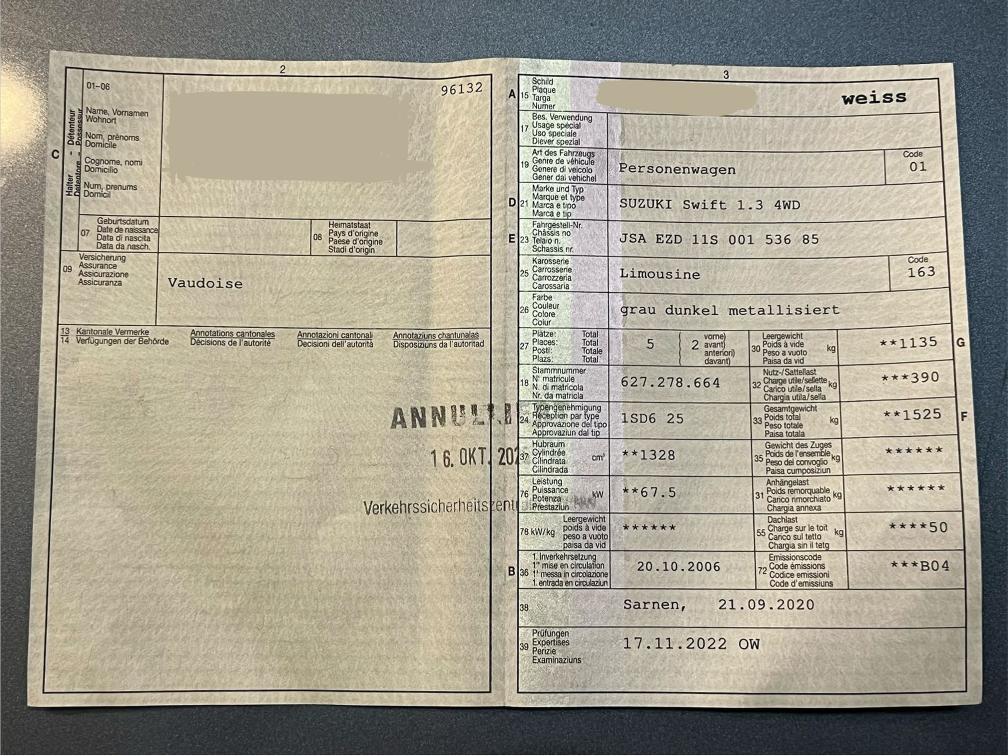 2
01-06
96132
C
Halter - Détenteur
Detentore - Possessur
Name, Vornamen
Wohnort
Nom, prénoms
Domicile
Cognome, nomi
Domicilio
Num, prenums
Domicil
07
Geburtsdatum
Date de naissance
Data di nascita
Data da nasch.
08
Heimatstaat
Pays d'origine
Paese d'origine
Stadi d'origin
09
Versicherung
Assurance
Assicurazione
Assicuranza
Vaudoise
13 Kantonale Vermerke
14 Verfügungen der Behörde
Annotations cantonales
Décisions de l'autorité
Annotazioni cantonali
Decisioni dell'autorità
Annotaziuns chantunalas
Disposiziuns da l'autoritad
ANNULLI
16. OKT. 202
Verkehrssicherheitszent
3
A 15
Schild
Plaque
Targa
Numer
weiss
17
Bes. Verwendung
Usage spécial
Uso speciale
Diever spezial
19
Art des Fahrzeugs
Genre de véhicule
Genere di veicolo
Gener dal vehichel
Personenwagen
Code
01
D 21
Marke und Typ
Marque et type
Marca e tipo
Marca e tip
SUZUKI Swift 1.3 4WD
E 23
Fahrgestell-Nr.
Châssis no
Telaio n.
Schassis nr.
JSA EZD 11S 001 536 85
25
Karosserie
Carrosserie
Carrozzeria
Carossaria
Limousine
Code
163
26
Farbe
Couleur
Colore
Colur
grau dunkel metallisiert
27
Plätze: Total
Places: Total
Posti: Totale
Plazs: Total
5
2
vorne)
avant)
anteriori)
davant)
30
Leergewicht
Poids à vide
Peso a vuoto
Paisa da vid
kg
**1135
G
18
Stammnummer
N° matricule
N. di matricola
Nr. da matricla
627.278.664
32
Nutz-/Sattellast
Charge utile/sellette
Carico utile/sella
Chargia utila/sella
kg
***390
24
Typengenehmigung
Réception par type
Approvazione del tipo
Approvaziun dal tip
1SD6 25
33
Gesamtgewicht
Poids total
Peso totale
Paisa totala
kg
**1525
F
37
Hubraum
Cylindrée
Cilindrata
Cilindrada
cm³
**1328
35
Gewicht des Zuges
Poids de l'ensemble
Peso del convoglio
Paisa cumposiziun
kg
******
76
Leistung
Puissance
Potenza
Prestaziun
kW
**67.5
31
Anhängelast
Poids remorquable
Carico rimorchiato
Chargia annexa
kg
******
78 kW/kg
Leergewicht
poids à vide
peso a vuoto
paisa da vid
******
55
Dachlast
Charge sur le toit
Carico sul tetto
Chargia sin il tetg
kg
****50
B 36
1. Inverkehrsetzung
1re mise en circulation
1a messa in circolazione
1. entrada en circulaziun
20.10.2006
72
Emissionscode
Code émissions
Codice emissioni
Code d'emissiuns
***B04
38
Sarnen, 21.09.2020
39
Prüfungen
Expertises
Perizie
Examinaziuns
17.11.2022 OW